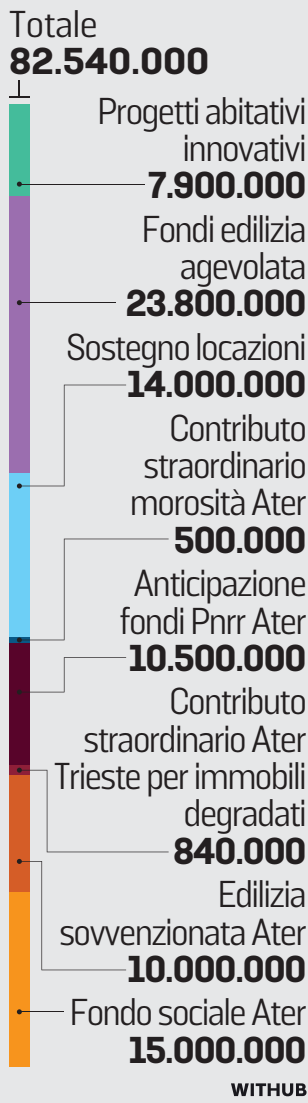 Totale
82.540.000
Progetti abitativi
innovativi
7.900.000
Fondi edilizia
agevolata
23.800.000
Sostegno locazioni
14.000.000
Contributo
straordinario
morosità Ater
500.000
Anticipazione
fondi Pnrr Ater
10.500.000
Contributo
straordinario Ater
Trieste per immobili
degradati
840.000
Edilizia
sovvenzionata Ater
10.000.000
Fondo sociale Ater
15.000.000
WITHUB